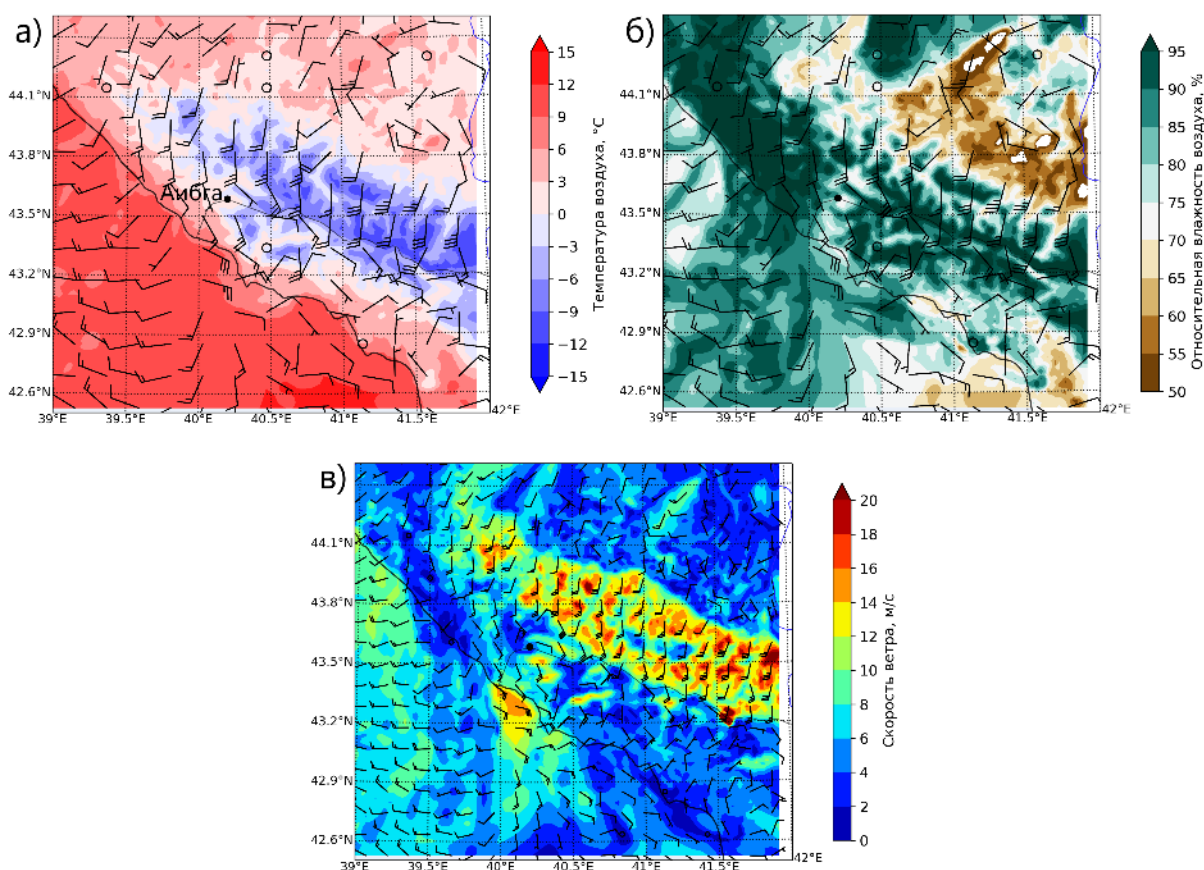 а)
44.1°N
43.8°N
43.5°N
43.2°N
42.9°N
42.6°N
39°E
39.5°E
40°E
40.5°E
41°E
41.5°E
42°E
Аибга
15
12
9
6
3
0
−3
−6
−9
−12
−15
Температура воздуха, °C
б)
44.1°N
43.8°N
43.5°N
43.2°N
42.9°N
42.6°N
39°E
39.5°E
40°E
40.5°E
41°E
41.5°E
42°E
95
90
85
80
75
70
65
60
55
50
Относительная влажность воздуха, %
в)
44.1°N
43.8°N
43.5°N
43.2°N
42.9°N
42.6°N
39°E
39.5°E
40°E
40.5°E
41°E
41.5°E
42°E
20
18
16
14
12
10
8
6
4
2
0
Скорость ветра, м/с